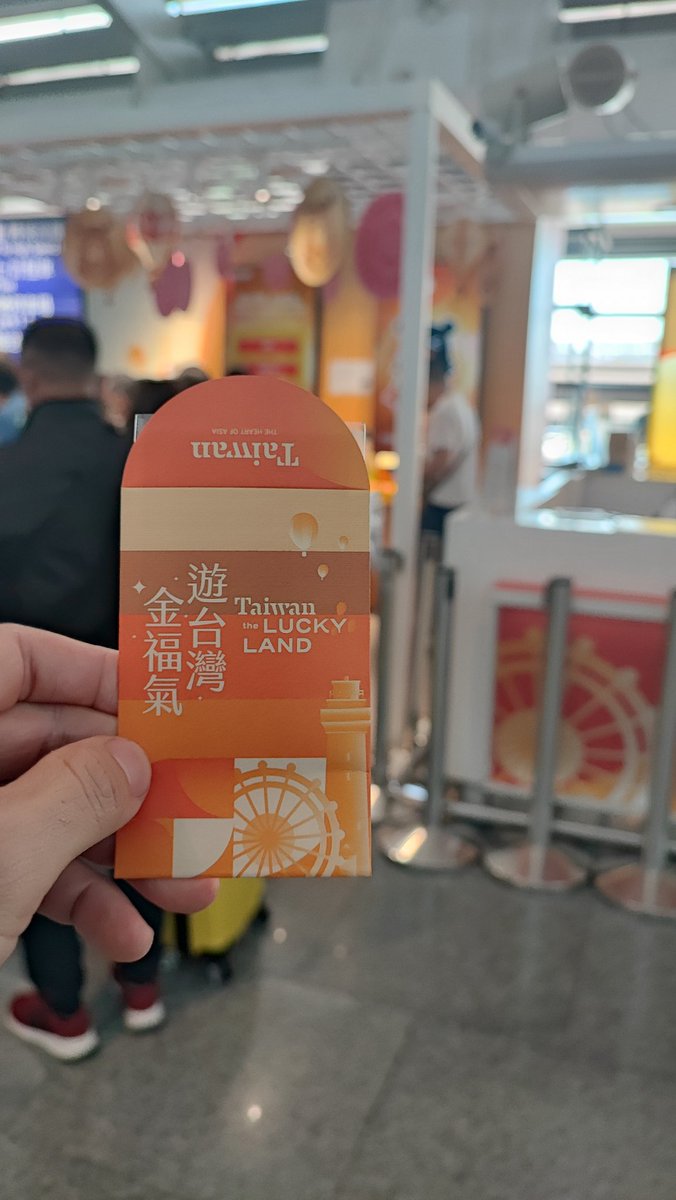 Taiwan
THE HEART OF ASIA
遊台灣
金福氣
Taiwan
the LUCKY
LAND